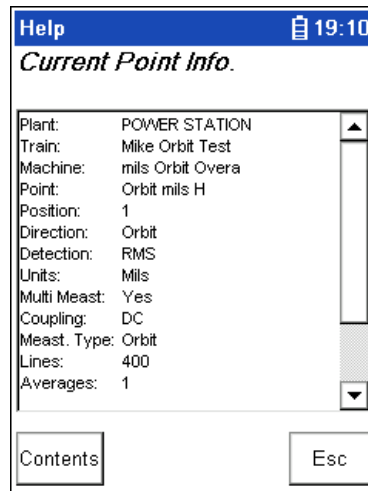 Help 19:10
Current Point Info.
Plant: POWER STATION
Train: Mike Orbit Test
Machine: mils Orbit Overa
Point: Orbit mils H
Position: 1
Direction: Orbit
Detection: RMS
Units: Mils
Multi Meast: Yes
Coupling: DC
Meast. Type: Orbit
Lines: 400
Averages: 1
Contents Esc